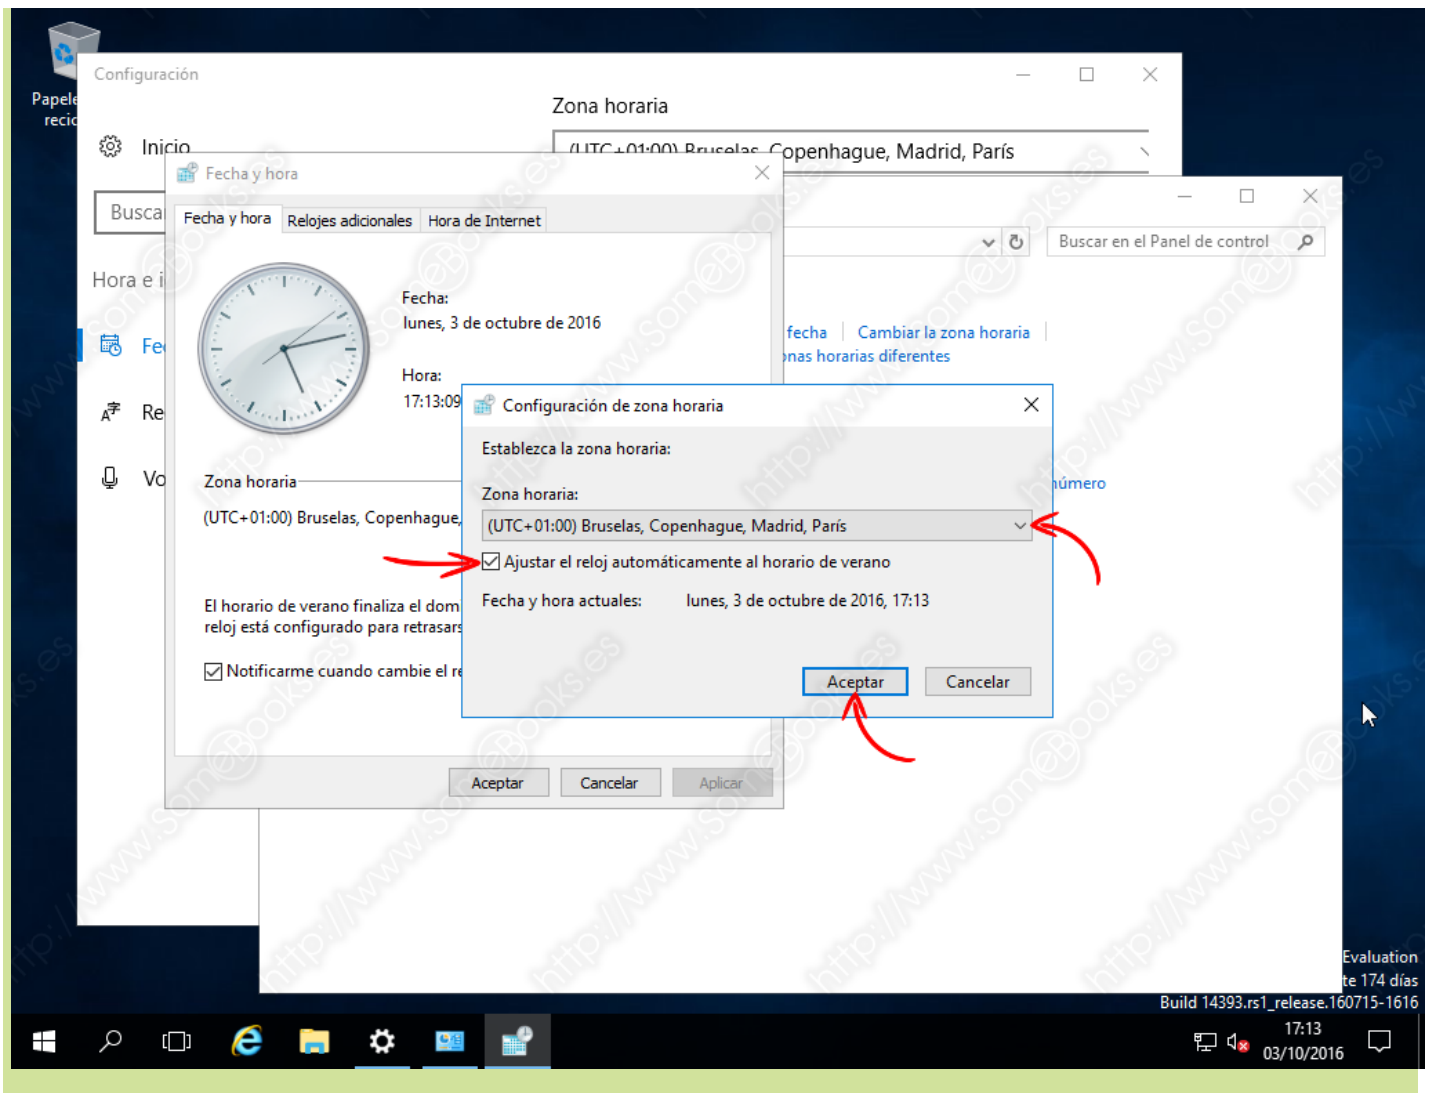 Papele
recic
Configuración
Zona horaria
(UTC+01:00) Bruselas, Copenhague, Madrid, París
Inicio
Busca
Hora e i
Fe
Re
Vo
Buscar en el Panel de control
fecha
Cambiar la zona horaria
onas horarias diferentes
número
Fecha y hora
Fecha y hora
Relojes adicionales
Hora de Internet
Fecha:
lunes, 3 de octubre de 2016
Hora:
17:13:09
Zona horaria
(UTC+01:00) Bruselas, Copenhague,
El horario de verano finaliza el dom
reloj está configurado para retrasars
Notificarme cuando cambie el re
Aceptar
Cancelar
Aplicar
Configuración de zona horaria
Establezca la zona horaria:
Zona horaria:
(UTC+01:00) Bruselas, Copenhague, Madrid, París
Ajustar el reloj automáticamente al horario de verano
Fecha y hora actuales:
lunes, 3 de octubre de 2016, 17:13
Aceptar
Cancelar
Evaluation
te 174 días
Build 14393.rs1_release.160715-1616
17:13
03/10/2016
http://www.SomeBooks.es